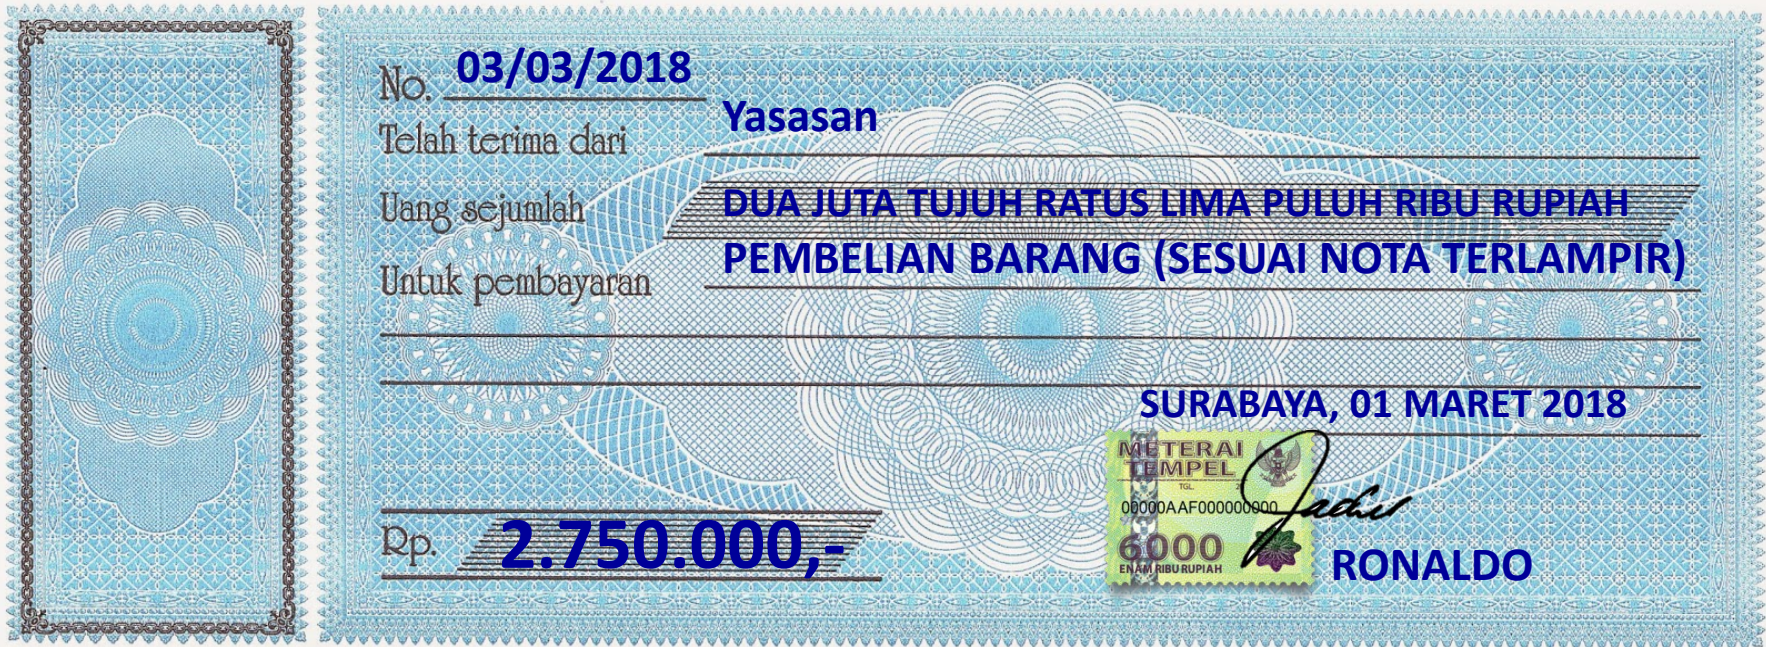 No. 03/03/2018
Telah terima dari Yasasan
Uang sejumlah DUA JUTA TUJUH RATUS LIMA PULUH RIBU RUPIAH
Untuk pembayaran PEMBELIAN BARANG (SESUAI NOTA TERLAMPIR)
SURABAYA, 01 MARET 2018
METERAI
TEMPEL
TGL. 2
00000AAF000000000
6000
ENAM RIBU RUPIAH
Rp. 2.750.000,-
RONALDO